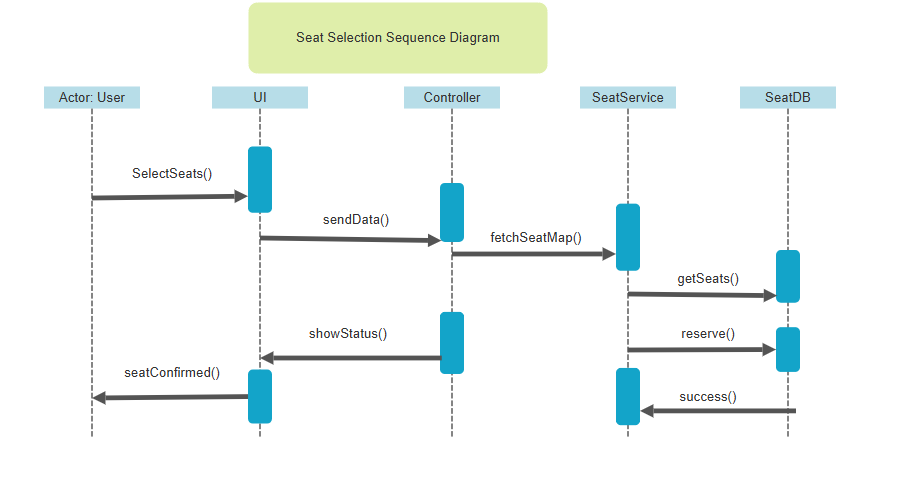 Seat Selection Sequence Diagram
Actor: User
UI
Controller
SeatService
SeatDB
SelectSeats()
sendData()
fetchSeatMap()
getSeats()
showStatus()
reserve()
seatConfirmed()
success()